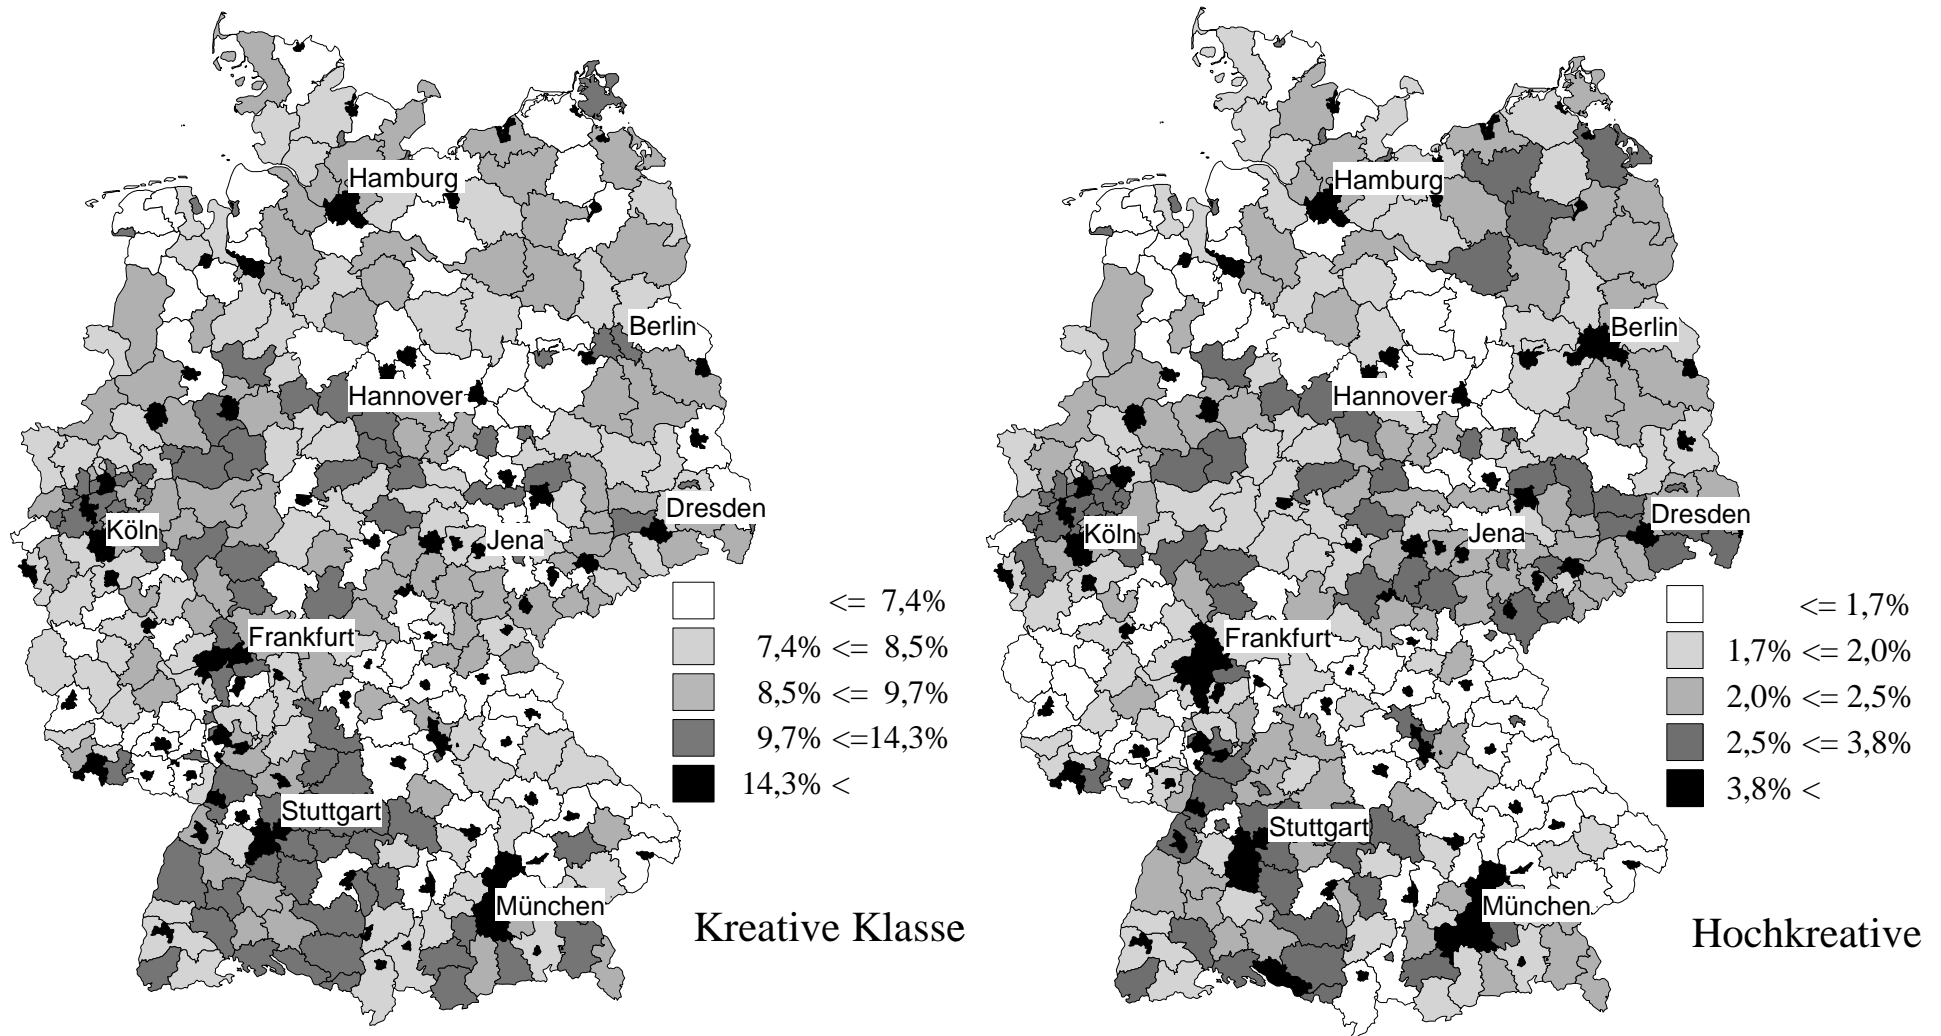 Hamburg
Berlin
Hannover
Köln
Jena
Dresden
Frankfurt
Stuttgart
München
<= 7,4%
7,4% <= 8,5%
8,5% <= 9,7%
9,7% <=14,3%
14,3% <
Kreative Klasse
Hamburg
Berlin
Hannover
Köln
Jena
Dresden
Frankfurt
Stuttgart
München
<= 1,7%
1,7% <= 2,0%
2,0% <= 2,5%
2,5% <= 3,8%
3,8% <
Hochkreative